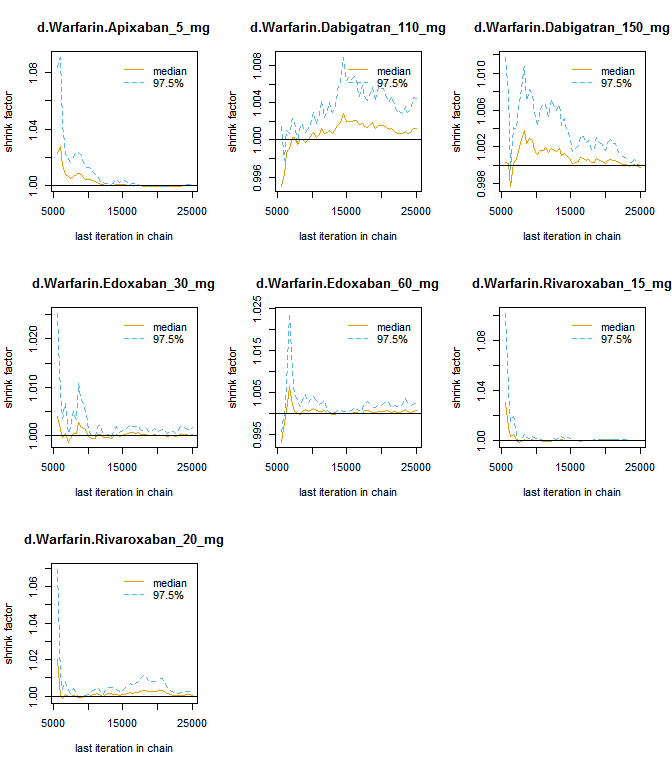 d.Warfarin.Apixaban_5_mg
shrink factor
1.00
1.04
1.08
median
97.5%
5000
15000
25000
last iteration in chain
d.Warfarin.Dabigatran_110_mg
shrink factor
0.996
1.000
1.004
1.008
median
97.5%
5000
15000
25000
last iteration in chain
d.Warfarin.Dabigatran_150_mg
shrink factor
0.998
1.002
1.006
1.010
median
97.5%
5000
15000
25000
last iteration in chain
d.Warfarin.Edoxaban_30_mg
shrink factor
1.000
1.010
1.020
median
97.5%
5000
15000
25000
last iteration in chain
d.Warfarin.Edoxaban_60_mg
shrink factor
0.995
1.005
1.015
1.025
median
97.5%
5000
15000
25000
last iteration in chain
d.Warfarin.Rivaroxaban_15_mg
shrink factor
1.00
1.04
1.08
median
97.5%
5000
15000
25000
last iteration in chain
d.Warfarin.Rivaroxaban_20_mg
shrink factor
1.00
1.02
1.04
1.06
median
97.5%
5000
15000
25000
last iteration in chain